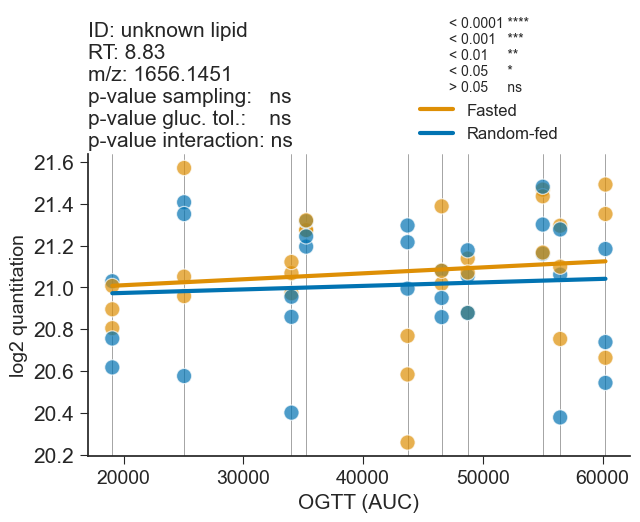 ID: unknown lipid
RT: 8.83
m/z: 1656.1451
p-value sampling: ns
p-value gluc. tol.: ns
p-value interaction: ns
< 0.0001 ****
< 0.001 ***
< 0.01 **
< 0.05 *
> 0.05 ns
Fasted
Random-fed
21.6
21.4
21.2
21.0
20.8
20.6
20.4
20.2
log2 quantitation
20000
30000
40000
50000
60000
OGTT (AUC)